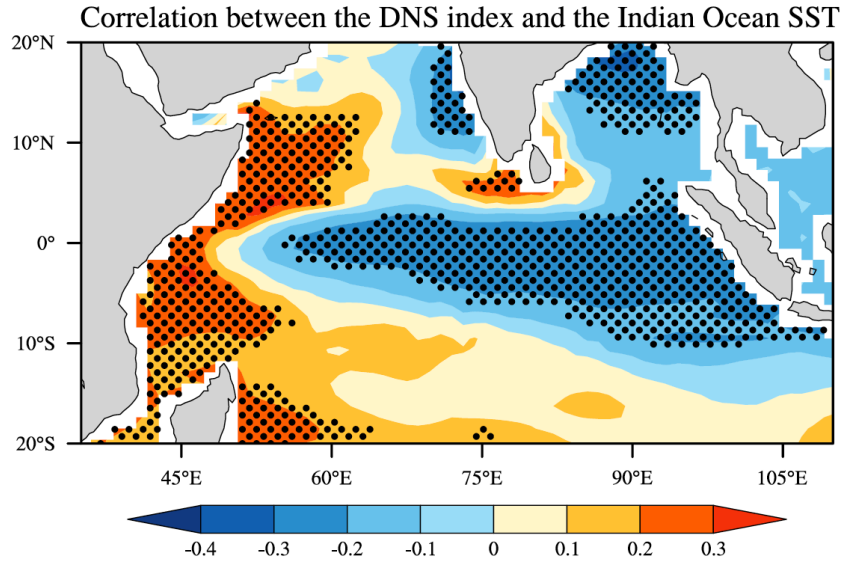 Correlation between the DNS index and the Indian Ocean SST
20°N
10°N
0°
10°S
20°S
45°E 60°E 75°E 90°E 105°E
-0.4 -0.3 -0.2 -0.1 0 0.1 0.2 0.3